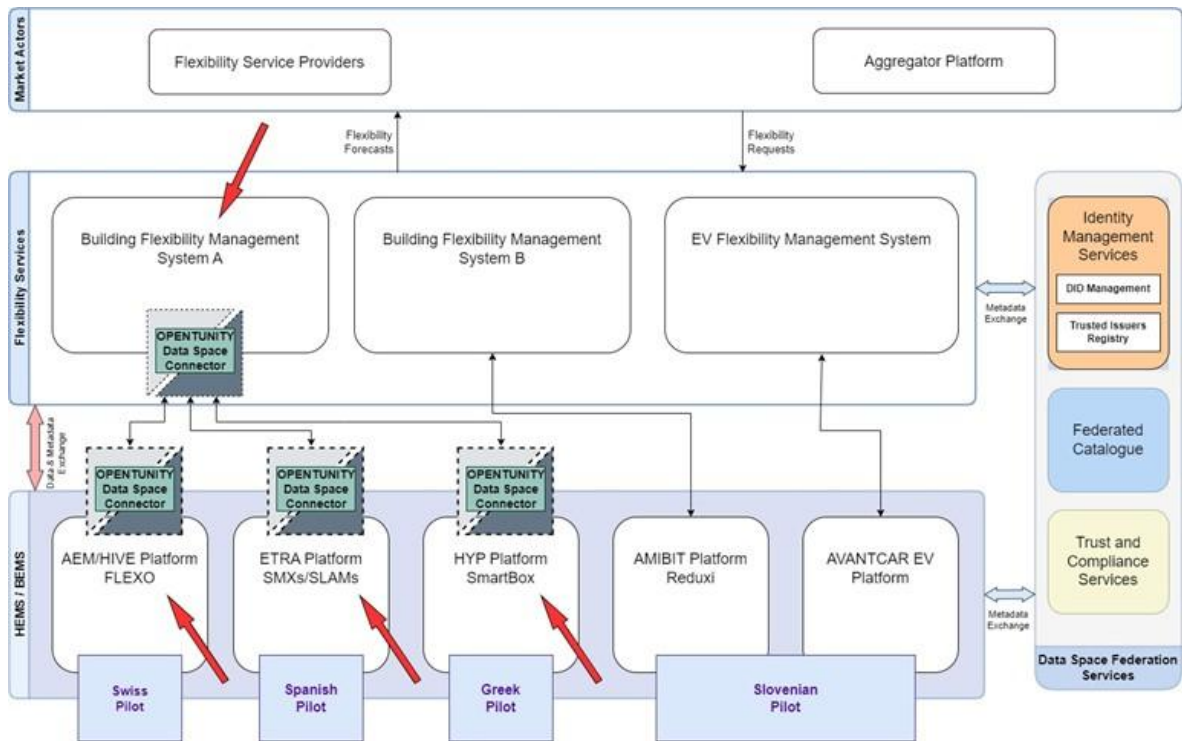 Market Actors
Flexibility Service Providers
Aggregator Platform
Flexibility
Forecasts
Flexibility
Requests
Flexibility Services
Building Flexibility Management
System A
Building Flexibility Management
System B
EV Flexibility Management System
OPENTUNITY
Data Space
Connector
Metadata
Exchange
Identity
Management
Services
DID Management
Trusted Issuers
Registry
Federated
Catalogue
Trust and
Compliance
Services
Data Space Federation
Services
Data & Metadata
Exchange
OPENTUNITY
Data Space
Connector
OPENTUNITY
Data Space
Connector
OPENTUNITY
Data Space
Connector
HEMS / BEMS
AEM/HIVE Platform
FLEXO
ETRA Platform
SMXs/SLAMs
HYP Platform
SmartBox
AMIBIT Platform
Reduxi
AVANTCAR EV
Platform
Metadata
Exchange
Swiss
Pilot
Spanish
Pilot
Greek
Pilot
Slovenian
Pilot